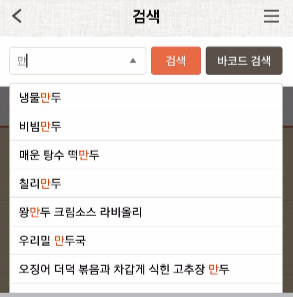 검색
만
검색
바코드 검색
냉물만두
비빔만두
매운 탕수 떡만두
칠리만두
왕만두 크림소스 라비올리
우리밀 만두국
오징어 더덕 볶음과 차갑게 식힌 고추장 만두